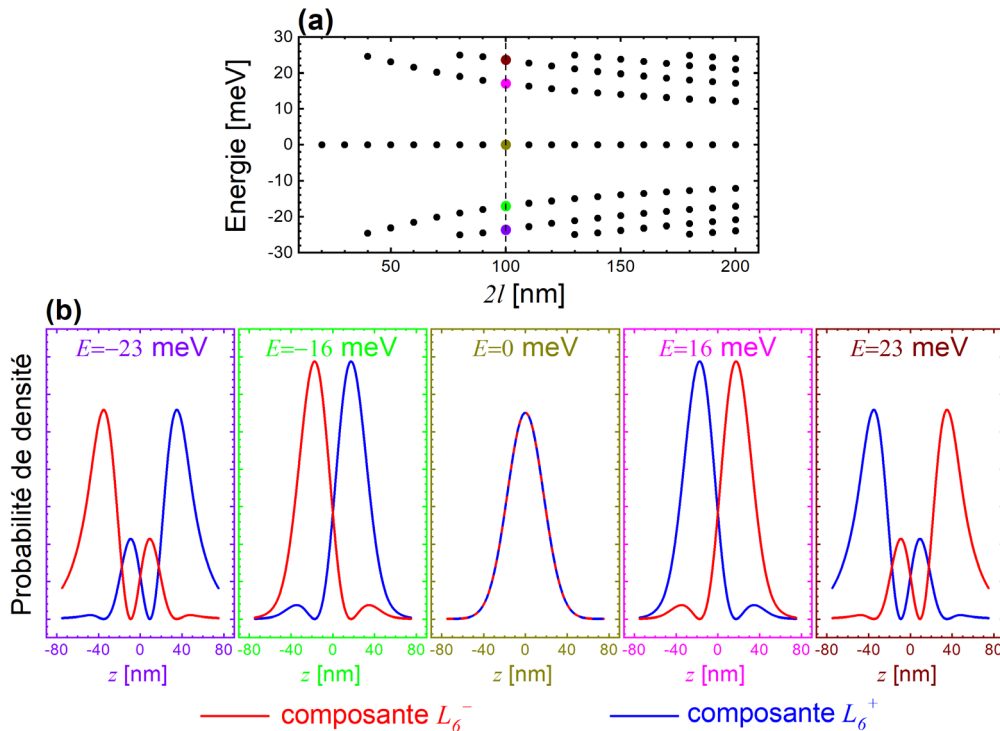 (a)
Energie [meV]
30
20
10
0
-10
-20
-30
50
100
150
200
2l [nm]
(b)
Probabilité de densité
E=−23 meV
E=−16 meV
E=0 meV
E=16 meV
E=23 meV
-80 -40 0 40 80
-80 -40 0 40 80
-80 -40 0 40 80
-80 -40 0 40 80
-80 -40 0 40 80
z [nm]
z [nm]
z [nm]
z [nm]
z [nm]
composante L₆⁻
composante L₆⁺